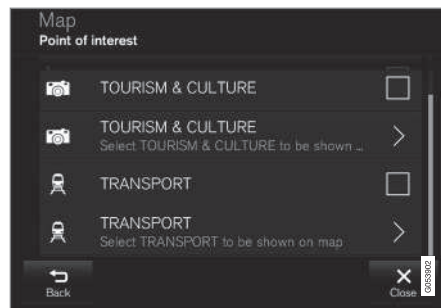 Map
Point of interest
TOURISM & CULTURE
TOURISM & CULTURE
Select TOURISM & CULTURE to be shown ...
TRANSPORT
TRANSPORT
Select TRANSPORT to be shown on map
Back
Close
G053902